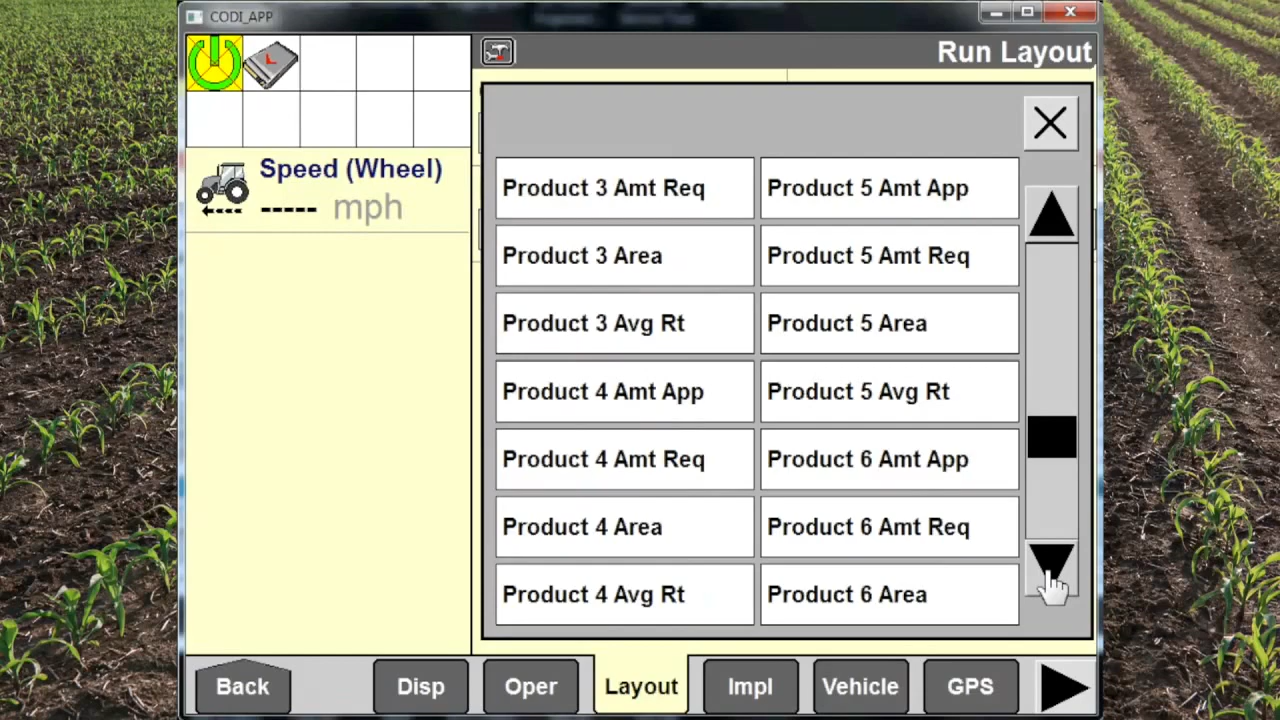 CODI_APP
Run Layout
Speed (Wheel)
----- mph
Product 3 Amt Req
Product 5 Amt App
Product 3 Area
Product 5 Amt Req
Product 3 Avg Rt
Product 5 Area
Product 4 Amt App
Product 5 Avg Rt
Product 4 Amt Req
Product 6 Amt App
Product 4 Area
Product 6 Amt Req
Product 4 Avg Rt
Product 6 Area
Back
Disp
Oper
Layout
Impl
Vehicle
GPS